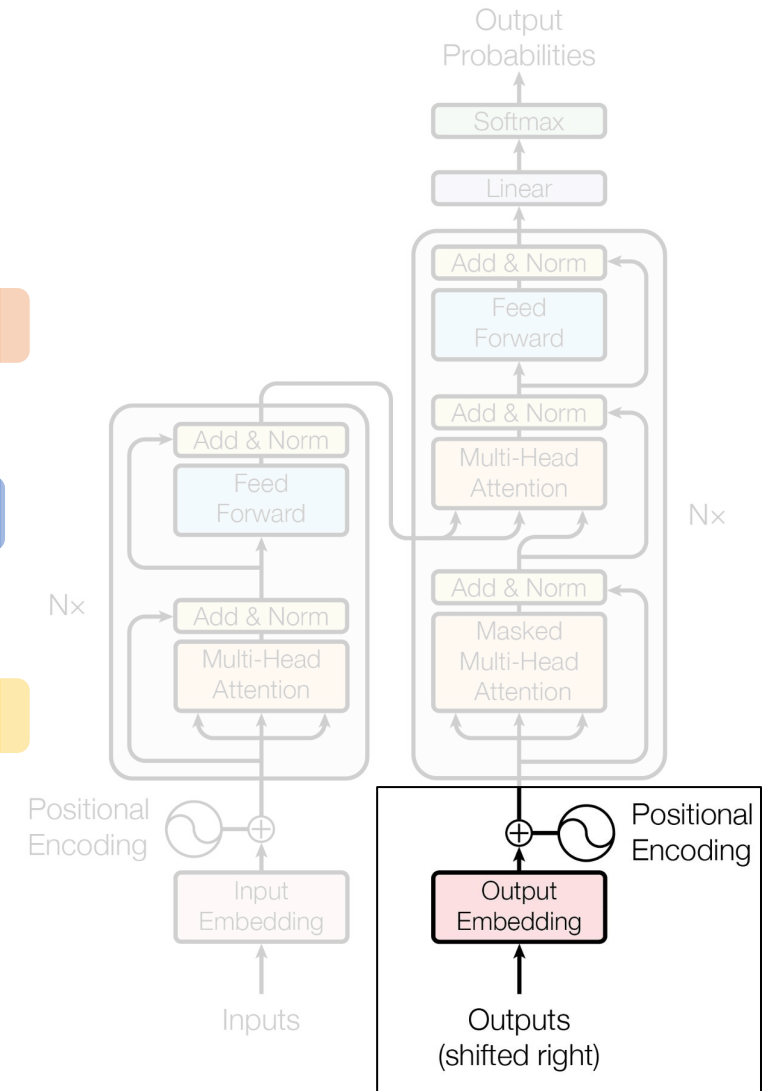 Output
Probabilities
Softmax
Linear
Add & Norm
Feed
Forward
Add & Norm
Multi-Head
Attention
Add & Norm
Masked
Multi-Head
Attention
Nx
Add & Norm
Feed
Forward
Add & Norm
Multi-Head
Attention
Nx
Positional
Encoding
Input
Embedding
Inputs
Positional
Encoding
Output
Embedding
Outputs
(shifted right)